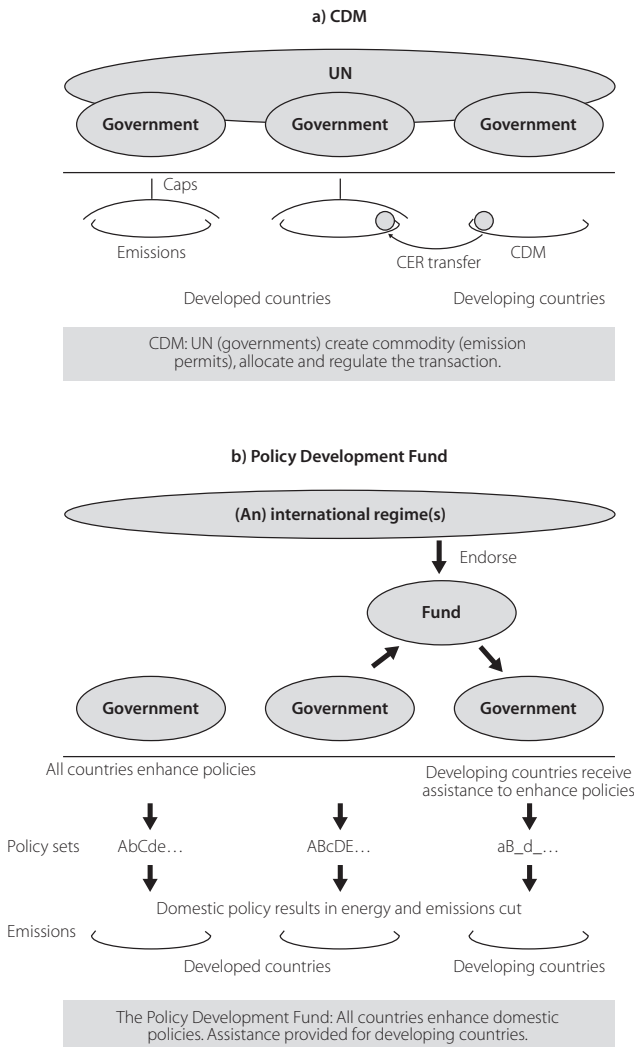 a) CDM
UN
Government
Government
Government
Caps
Emissions
CER transfer
CDM
Developed countries
Developing countries
CDM: UN (governments) create commodity (emission
permits), allocate and regulate the transaction.
b) Policy Development Fund
(An) international regime(s)
Endorse
Fund
Government
Government
Government
All countries enhance policies
Developing countries receive
assistance to enhance policies
Policy sets
AbCde...
ABcDE...
aB_d_...
Domestic policy results in energy and emissions cut
Emissions
Developed countries
Developing countries
The Policy Development Fund: All countries enhance domestic
policies. Assistance provided for developing countries.